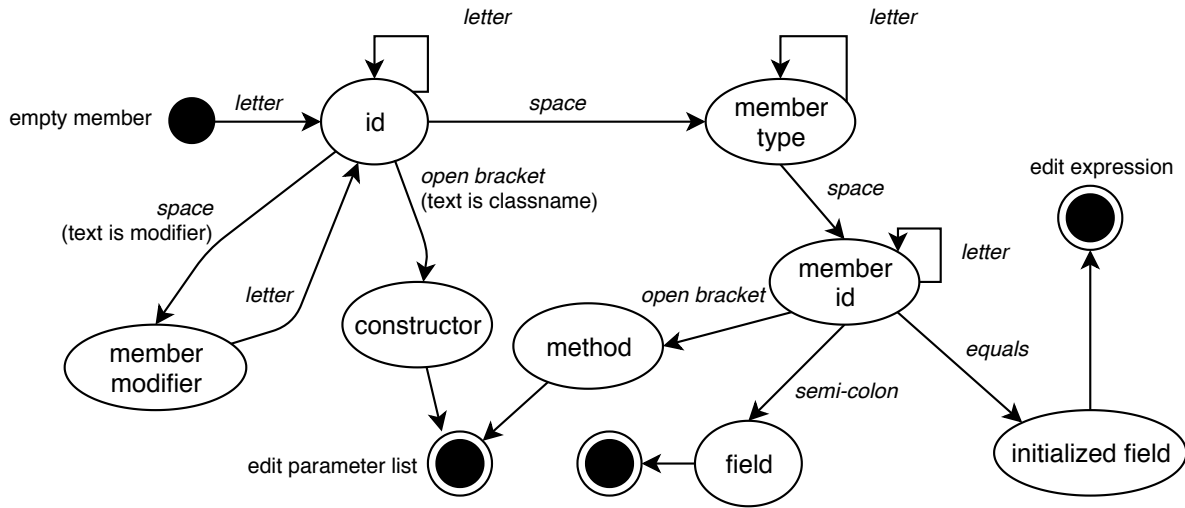 letter
letter
empty member
letter
id
space
member
type
open bracket
(text is classname)
edit expression
space
(text is modifier)
space
letter
member
id
letter
open bracket
constructor
method
member
modifier
equals
semi-colon
edit parameter list
field
initialized field